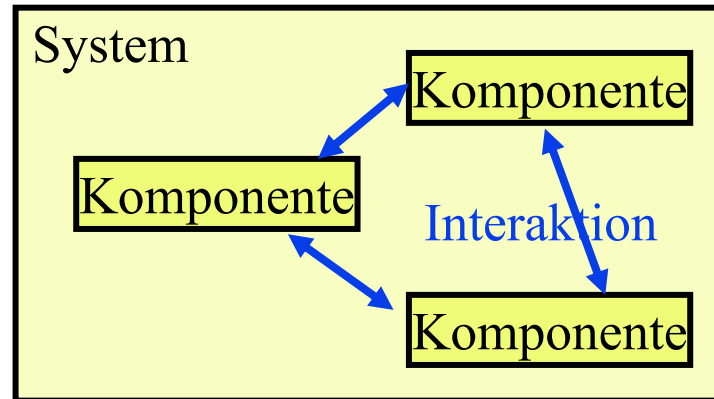 System
Komponente
Komponente
Interaktion
Komponente